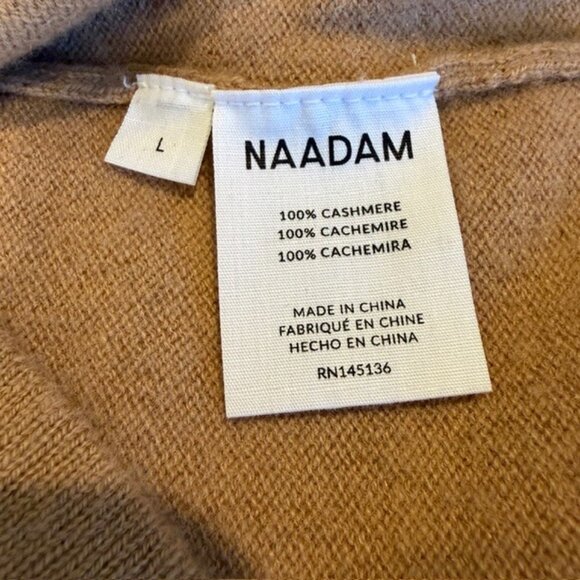 L
NAADAM
100% CASHMERE
100% CACHEMIRE
100% CACHEMIRA
MADE IN CHINA
FABRIQUÉ EN CHINE
HECHO EN CHINA
RN145136